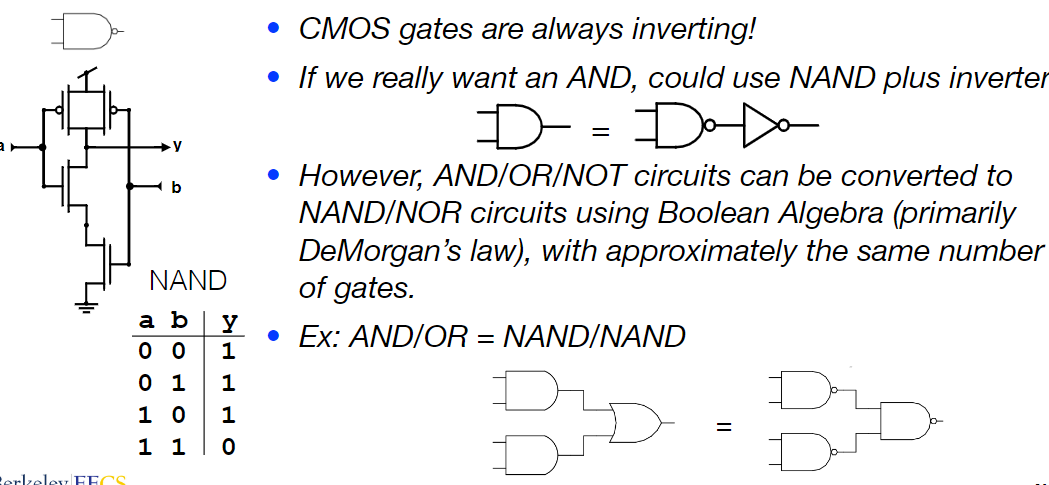 CMOS gates are always inverting!
If we really want an AND, could use NAND plus inverter
=
a
y
b
However, AND/OR/NOT circuits can be converted to
NAND/NOR circuits using Boolean Algebra (primarily
DeMorgan's law), with approximately the same number
of gates.
NAND
a b y
0 0 1
0 1 1
1 0 1
1 1 0
Ex: AND/OR = NAND/NAND
=
Berkeley EECS